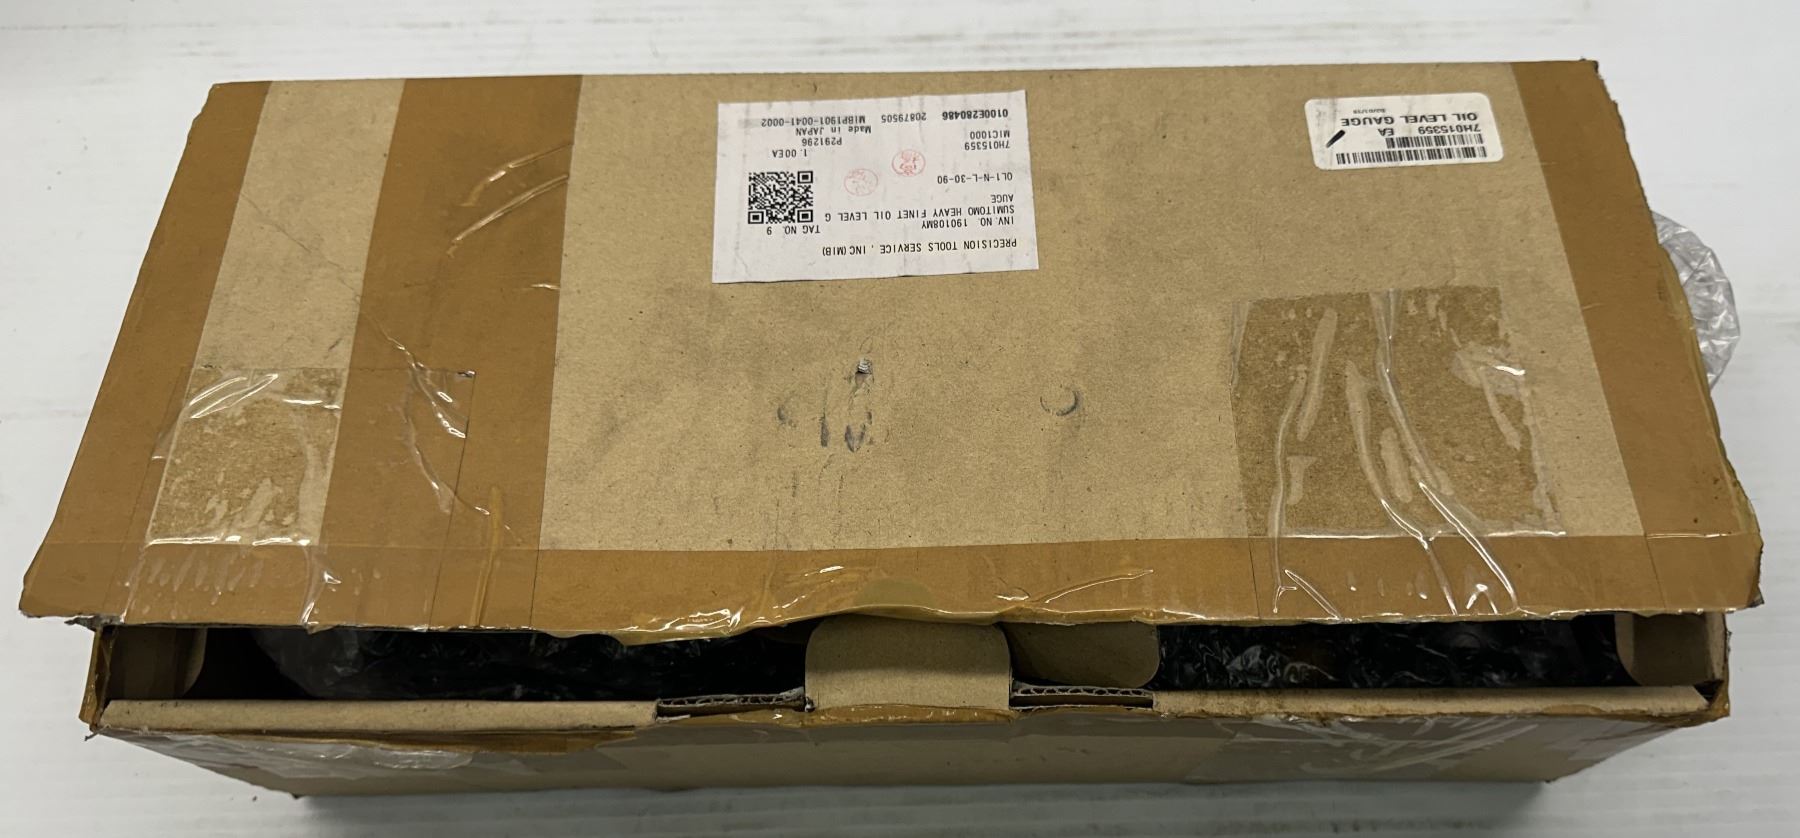 PRECISION TOOLS SERVICE, INC(MIB)
INV. NO. 190108MY
TAG NO. 9
SUMITOMO HEAVY FINET OIL LEVEL G
AUGE
OL1-N-L-30-90
1.00EA
7H015359
P291296
MIC1000
Made in JAPAN
0100E280486
20879505
MIBP1901-0041-0002
7H015359 EA
OIL LEVEL GAUGE